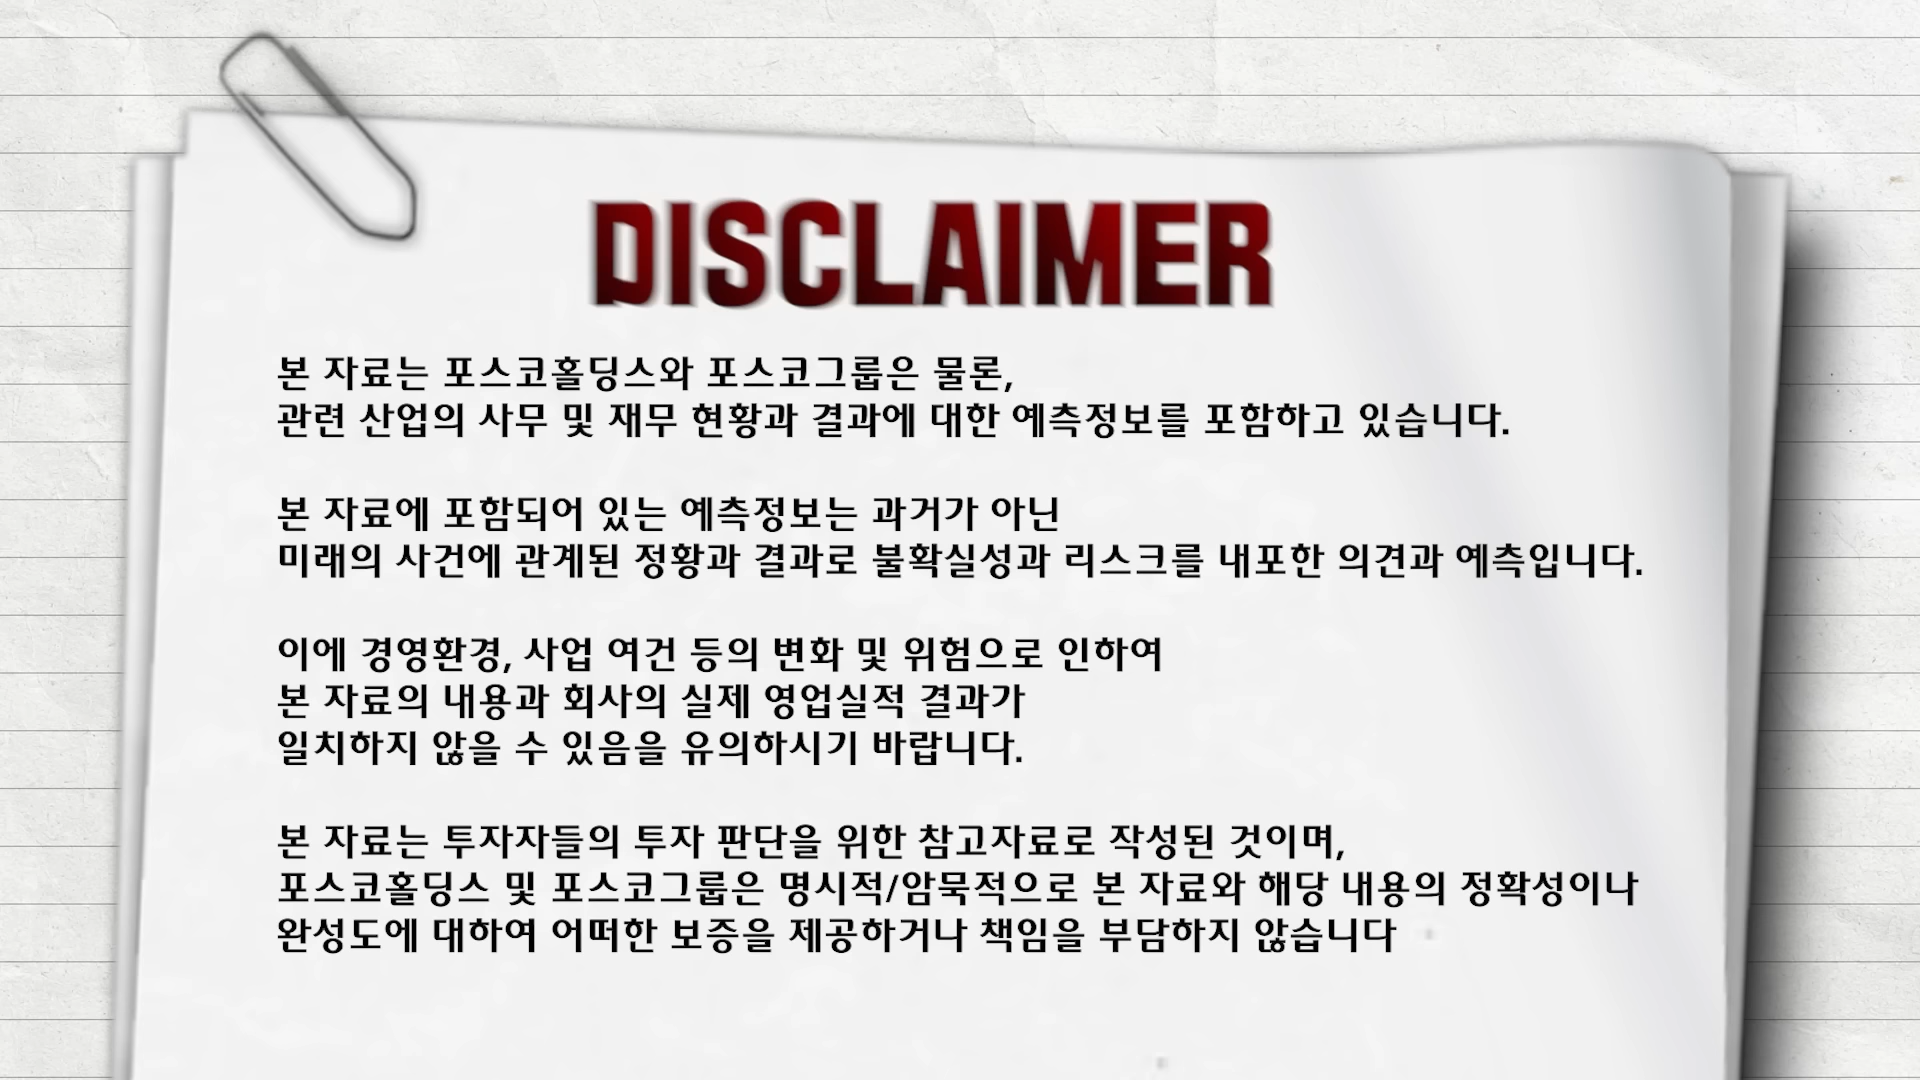 DISCLAIMER
본 자료는 포스코홀딩스와 포스코그룹은 물론,
관련 산업의 사무 및 재무 현황과 결과에 대한 예측정보를 포함하고 있습니다.
본 자료에 포함되어 있는 예측정보는 과거가 아닌
미래의 사건에 관계된 정황과 결과로 불확실성과 리스크를 내포한 의견과 예측입니다.
이에 경영환경, 사업 여건 등의 변화 및 위험으로 인하여
본 자료의 내용과 회사의 실제 영업실적 결과가
일치하지 않을 수 있음을 유의하시기 바랍니다.
본 자료는 투자자들의 투자 판단을 위한 참고자료로 작성된 것이며,
포스코홀딩스 및 포스코그룹은 명시적/암묵적으로 본 자료와 해당 내용의 정확성이나
완성도에 대하여 어떠한 보증을 제공하거나 책임을 부담하지 않습니다